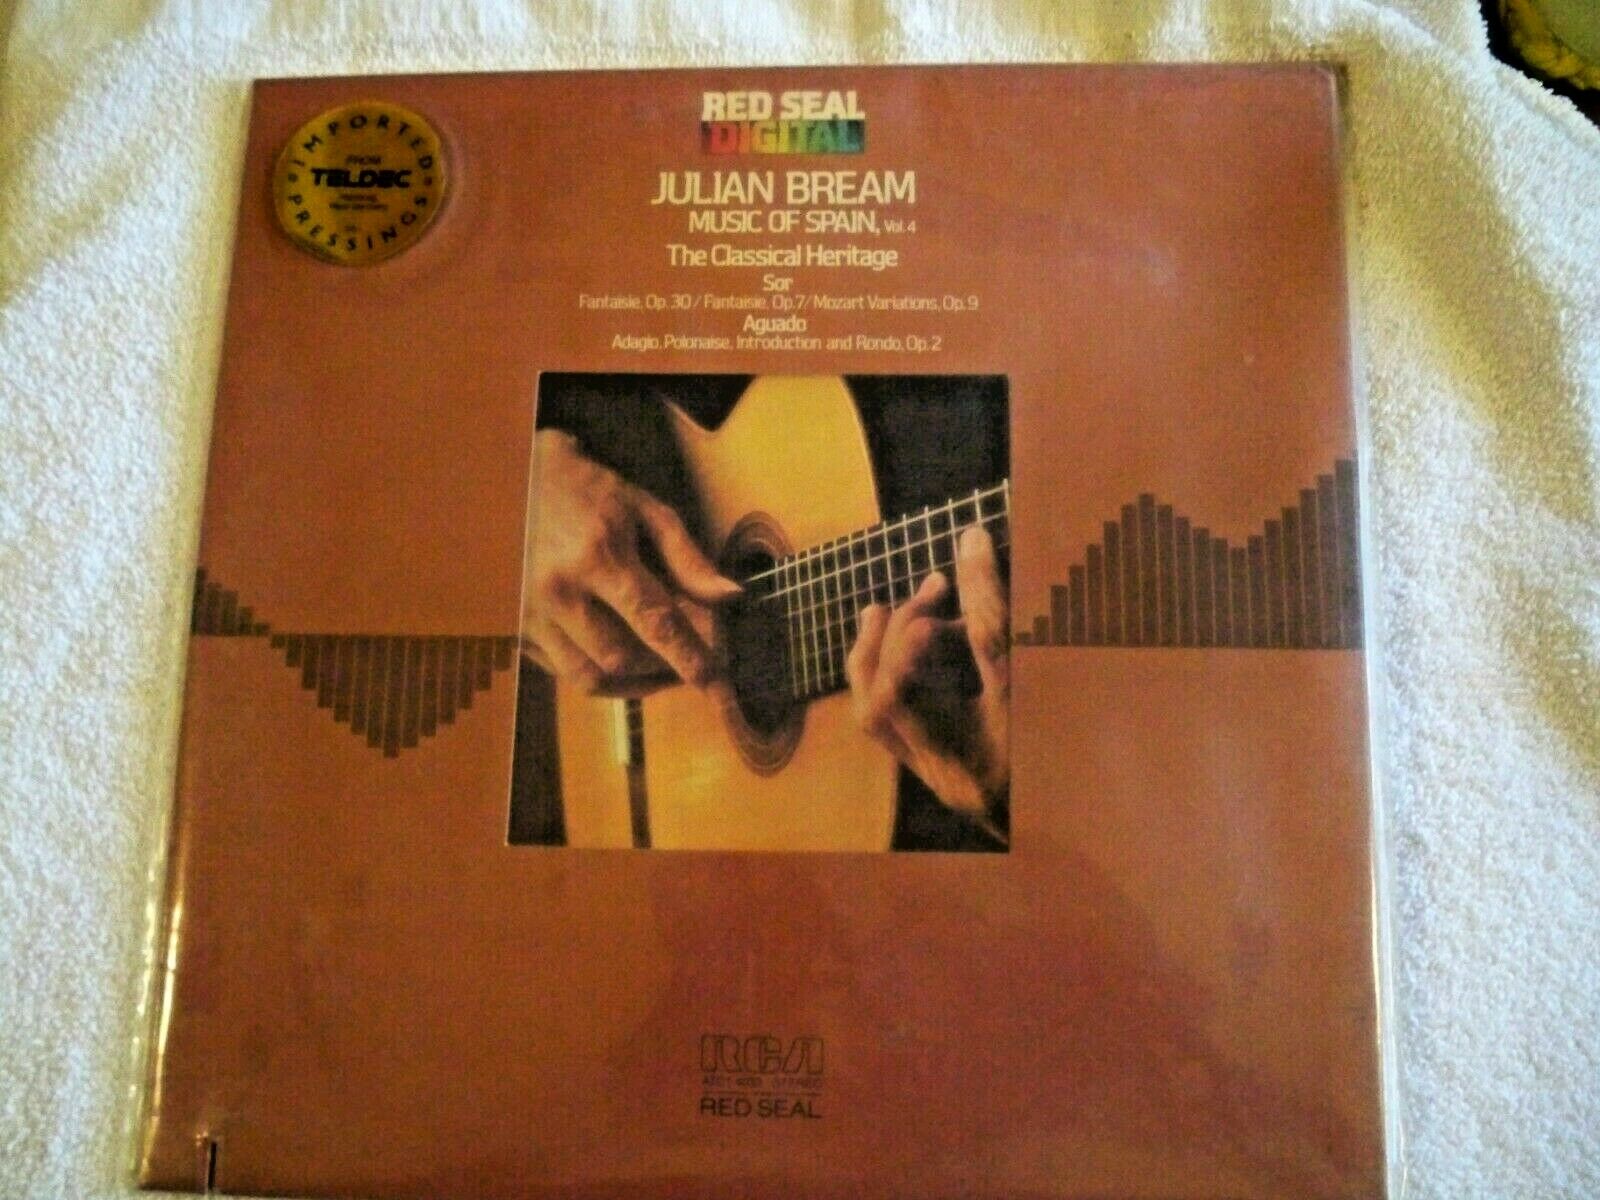 IMPORTED
FROM
TELDEC
PRESSINGS
RED SEAL
DIGITAL
JULIAN BREAM
MUSIC OF SPAIN, Vol. 4
The Classical Heritage
Sor
Fantaisie, Op. 30 / Fantaisie, Op. 7 / Mozart Variations, Op. 9
Aguado
Adagio, Polonaise, Introduction and Rondo, Op. 2
RCA
STEREO
RED SEAL